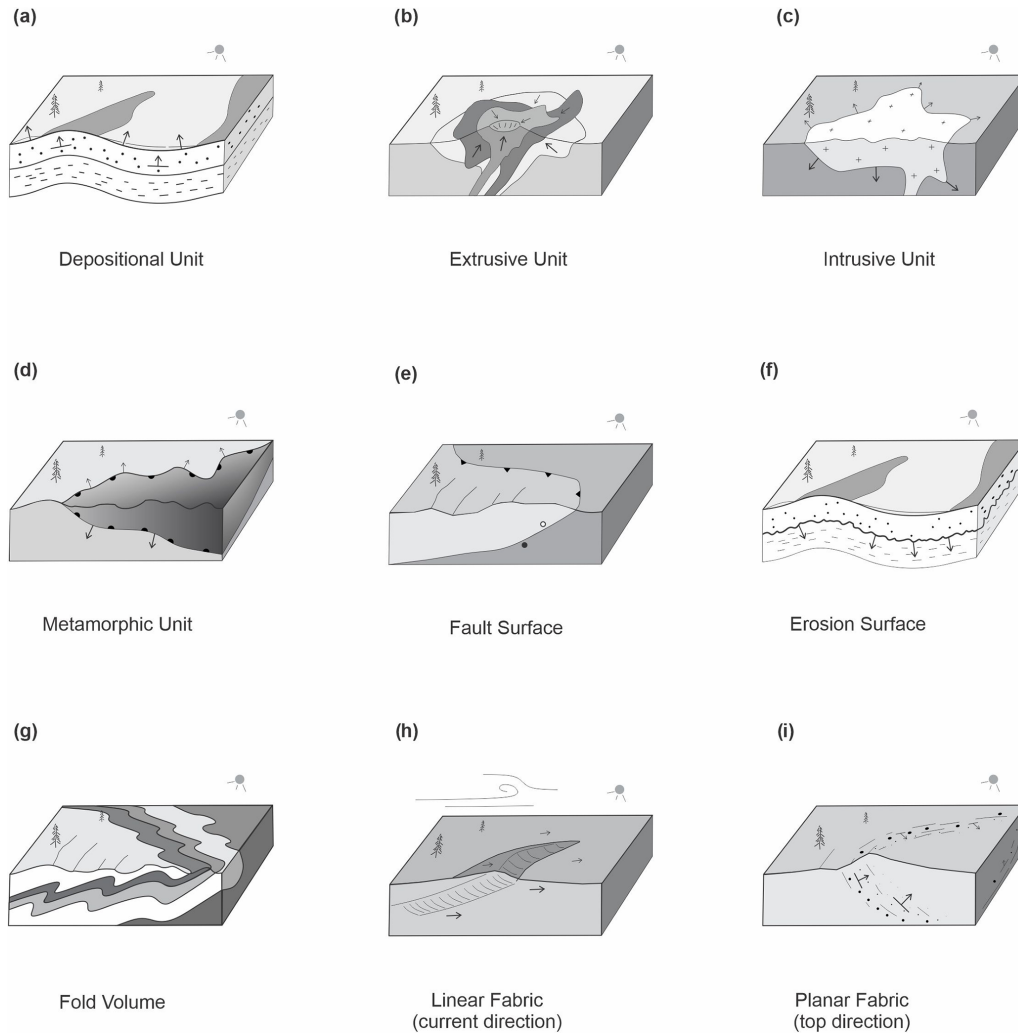 (a)
(b)
(c)
Depositional Unit
Extrusive Unit
Intrusive Unit
(d)
(e)
(f)
Metamorphic Unit
Fault Surface
Erosion Surface
(g)
(h)
(i)
Fold Volume
Linear Fabric
(current direction)
Planar Fabric
(top direction)